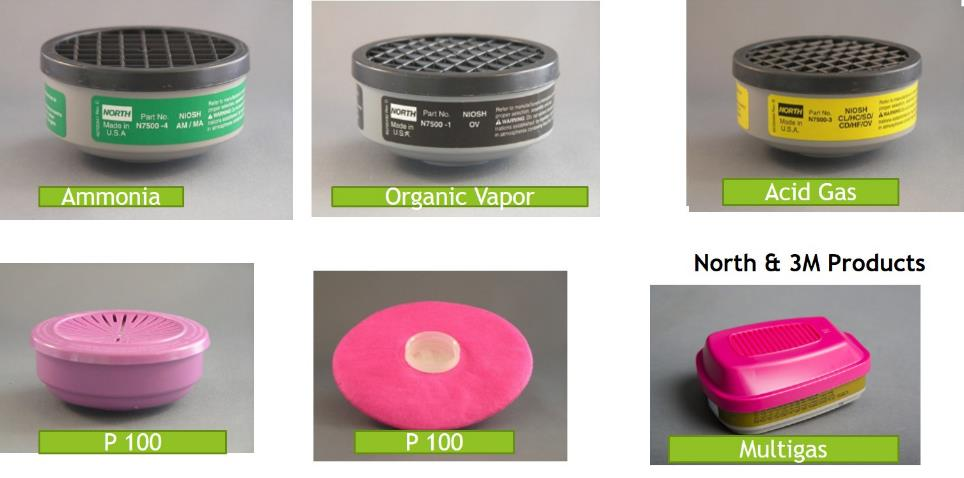 NORTH
Made in
U.S.A
Part No.
N7500-4
NIOSH
AM / MA
Ammonia
NORTH
Made in
U.S.A.
Part No.
N7500-1
NIOSH
OV
WARNING
Organic Vapor
NORTH
Made in
U.S.A.
Part No.
N7500-3
NIOSH
CL/HC/SD/
CD/HF/OV
WARNING
Acid Gas
P 100
P 100
North & 3M Products
Multigas